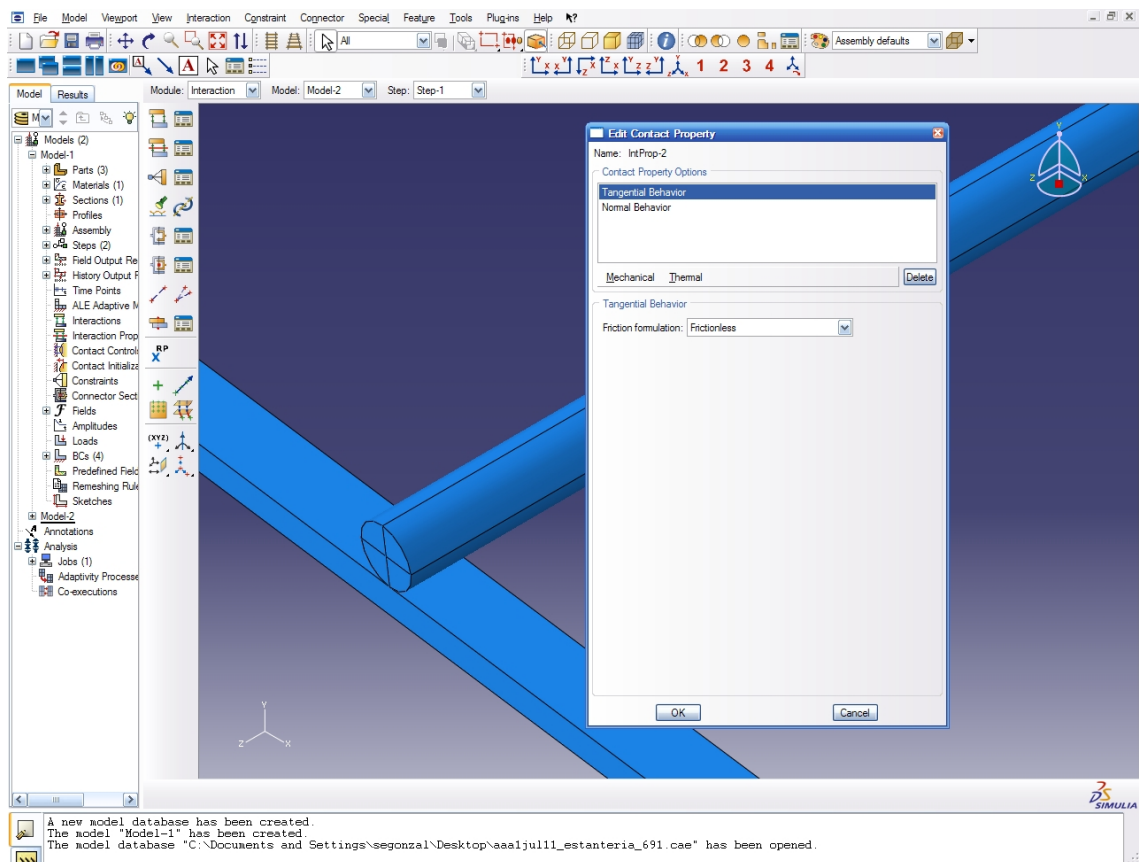 File Model Viewport View Interaction Constraint Connector Special Feature Tools Plug-ins Help
All
Assembly defaults
A
A
1 2 3 4
Model Results
Module: Interaction Model: Model-2 Step: Step-1
Models (2)
Model-1
Parts (3)
Materials (1)
Sections (1)
Profiles
Assembly
Steps (2)
Field Output Re
History Output F
Time Points
ALE Adaptive M
Interactions
Interaction Prop
Contact Controls
Contact Initializa
Constraints
Connector Sect
Fields
Amplitudes
Loads
BCs (4)
Predefined Field
Remeshing Rule
Sketches
Model-2
Annotations
Analysis
Jobs (1)
Adaptivity Processe
Co-executions
RP
(XYZ)
Edit Contact Property
Name: IntProp-2
Contact Property Options
Tangential Behavior
Normal Behavior
Mechanical Thermal Delete
Tangential Behavior
Friction formulation: Frictionless
OK Cancel
Y
Z X
Y
Z X
SIMULIA
A new model database has been created.
The model "Model-1" has been created.
The model database "C:\Documents and Settings\segonzal\Desktop\aaa1jul11_estanteria_691.cae" has been opened.